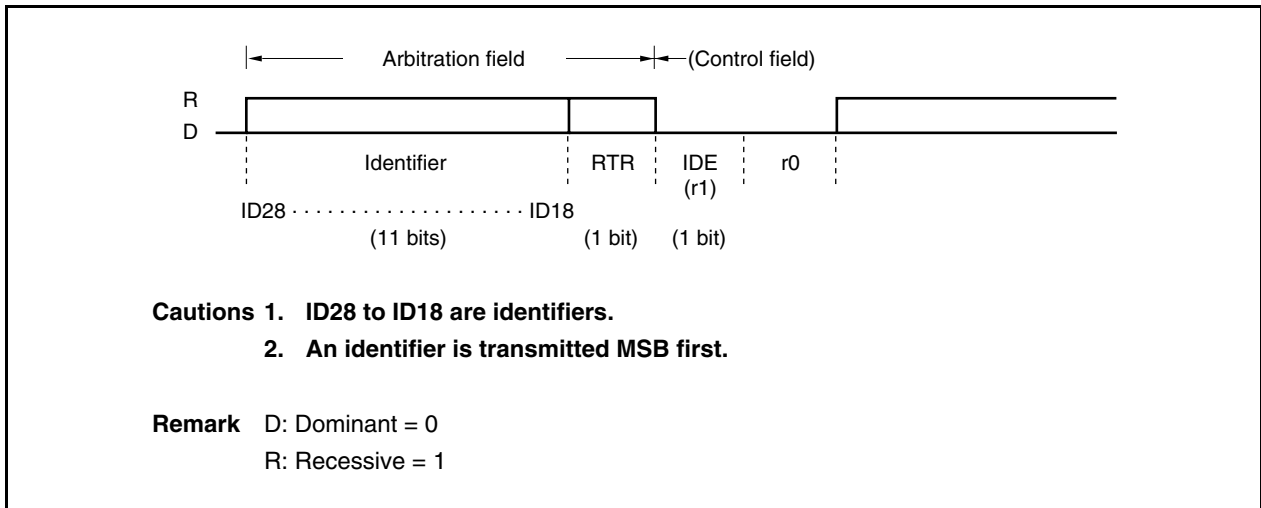 Arbitration field (Control field)
R
D
Identifier RTR IDE r0
(r1)
ID28 · · · · · · · · · · · · · · · · · · · · ID18
(11 bits) (1 bit) (1 bit)
Cautions 1. ID28 to ID18 are identifiers.
2. An identifier is transmitted MSB first.
Remark D: Dominant = 0
R: Recessive = 1